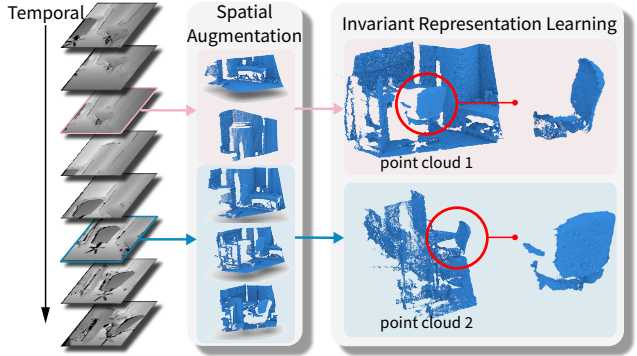 Temporal
Spatial
Augmentation
Invariant Representation Learning
point cloud 1
point cloud 2